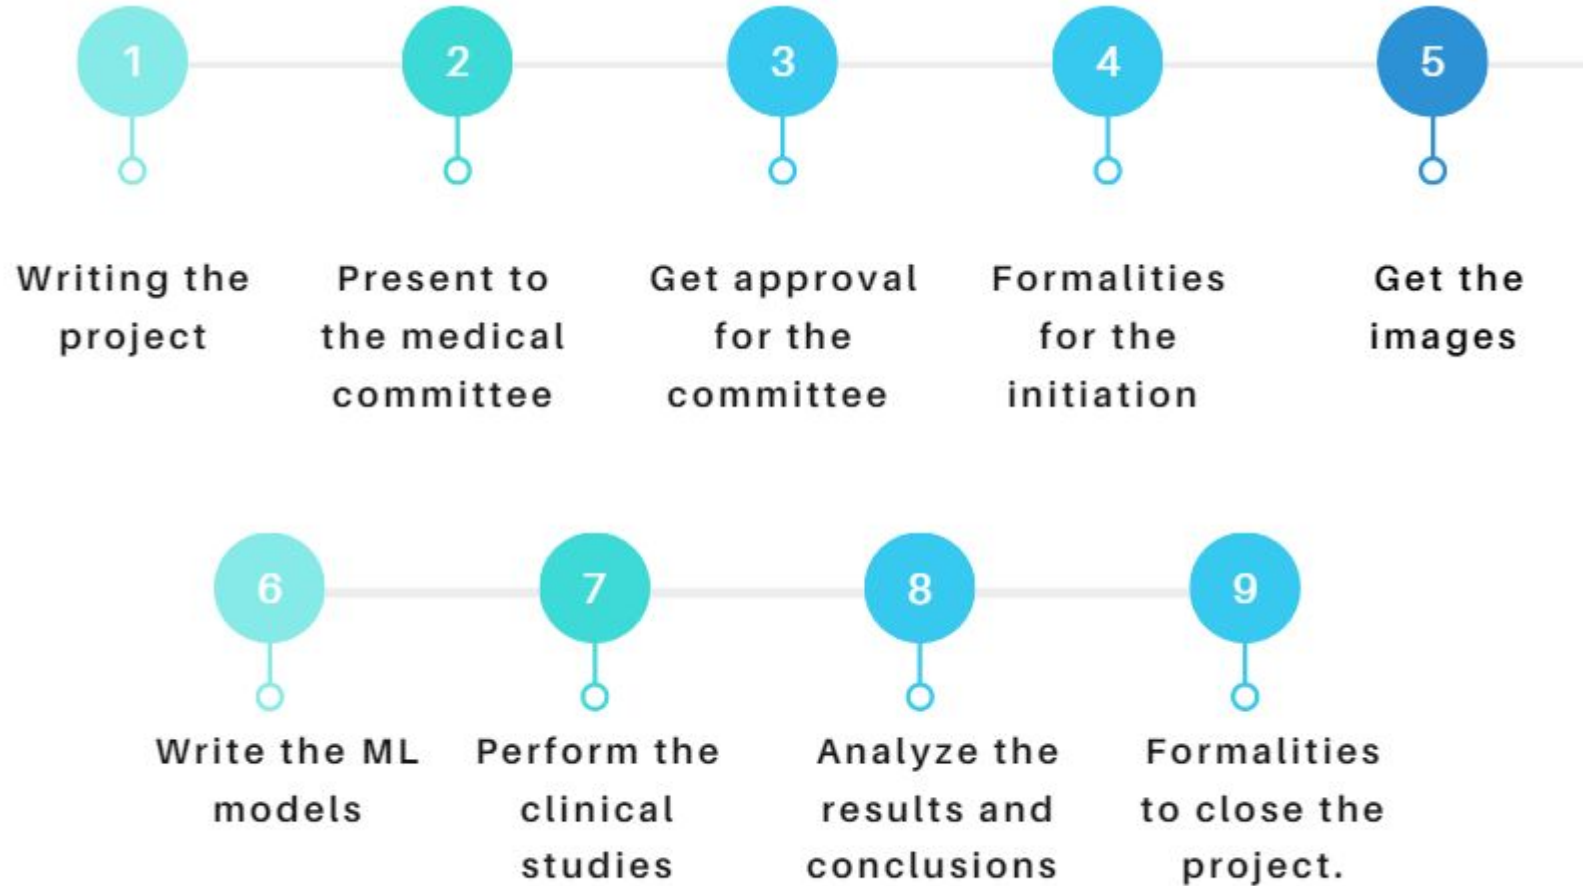 1 2 3 4 5
Writing the
project
Present to
the medical
committee
Get approval
for the
committee
Formalities
for the
initiation
Get the
images
6 7 8 9
Write the ML
models
Perform the
clinical
studies
Analyze the
results and
conclusions
Formalities
to close the
project.